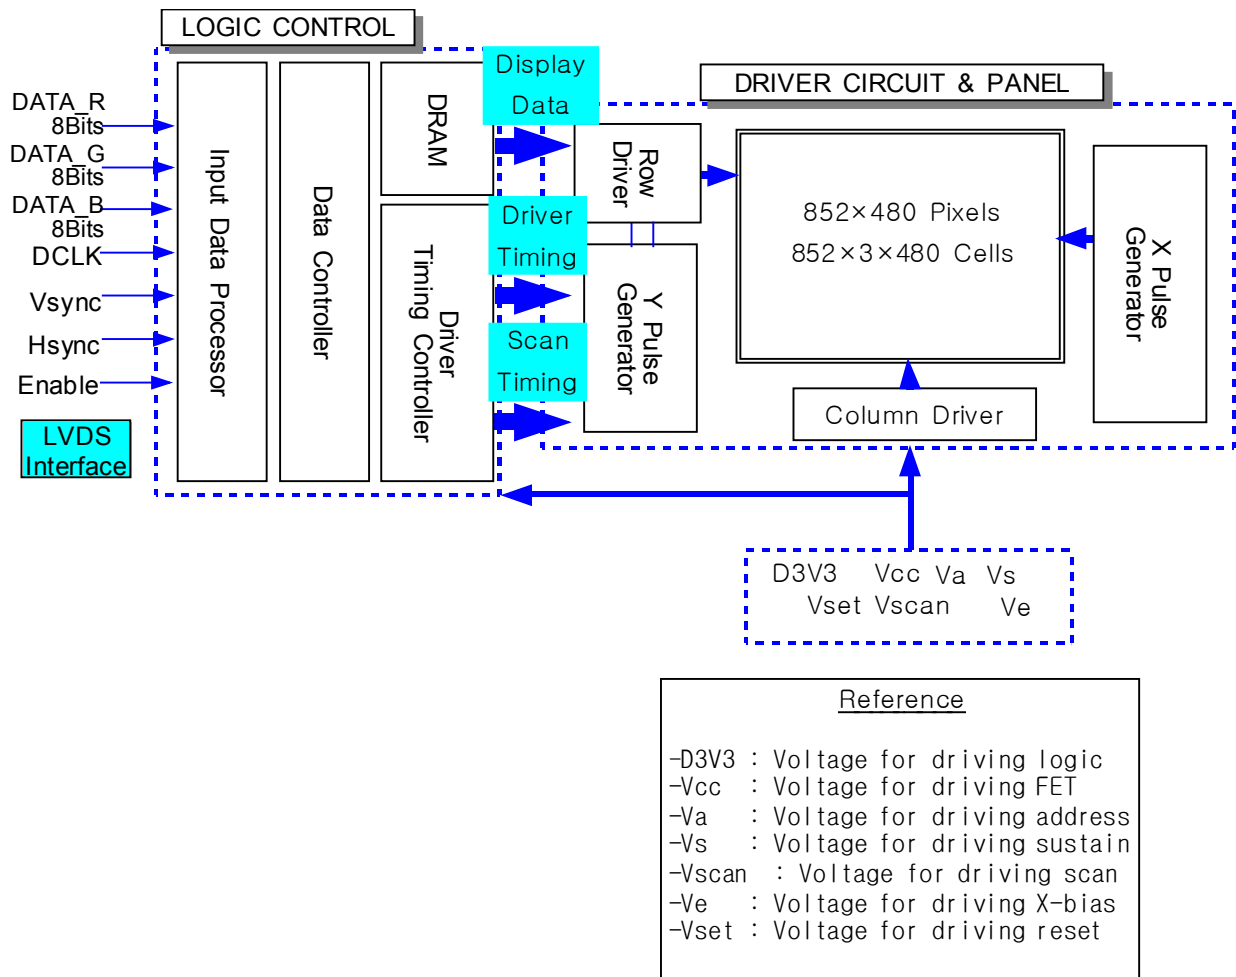 LOGIC CONTROL
DRIVER CIRCUIT & PANEL
DATA_R
8Bits
DATA_G
8Bits
DATA_B
8Bits
DCLK
Vsync
Hsync
Enable
LVDS
Interface
Input Data
Processor
Data Controller
DRAM
Driver
Timing Controller
Display
Data
Driver
Timing
Scan
Timing
Row
Driver
Y Pulse
Generator
852×480 Pixels
852×3×480 Cells
X Pulse
Generator
Column Driver
D3V3 Vcc Va Vs
Vset Vscan Ve
Reference
-D3V3 : Voltage for driving logic
-Vcc : Voltage for driving FET
-Va : Voltage for driving address
-Vs : Voltage for driving sustain
-Vscan : Voltage for driving scan
-Ve : Voltage for driving X-bias
-Vset : Voltage for driving reset